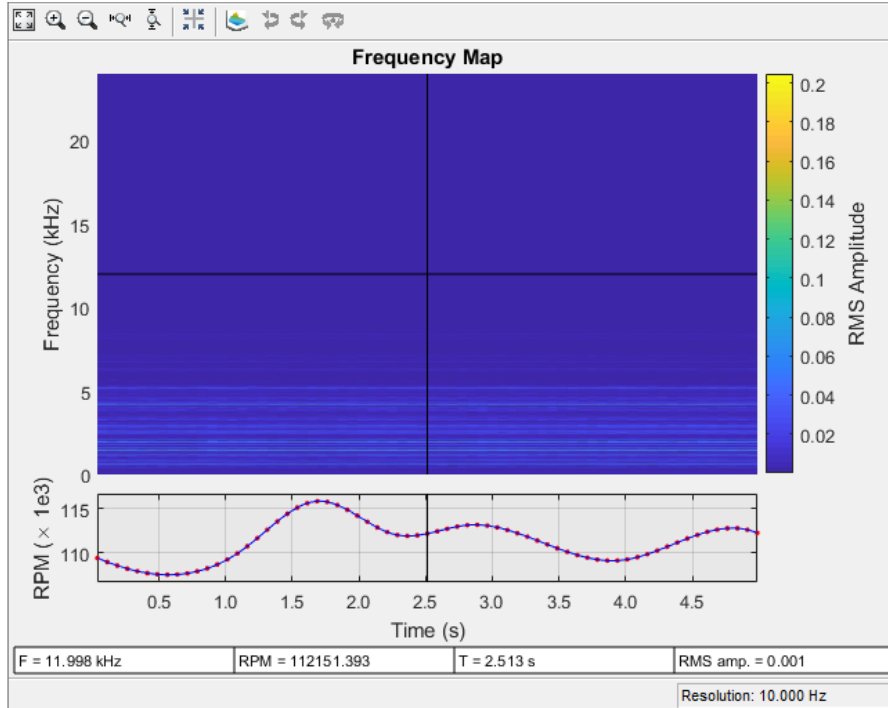 Frequency Map
Frequency (kHz)
20
15
10
5
0
0.2
0.18
0.16
0.14
0.12
0.1
0.08
0.06
0.04
0.02
RMS Amplitude
RPM (× 1e3)
115
110
0.5 1.0 1.5 2.0 2.5 3.0 3.5 4.0 4.5
Time (s)
F = 11.998 kHz RPM = 112151.393 T = 2.513 s RMS amp. = 0.001
Resolution: 10.000 Hz